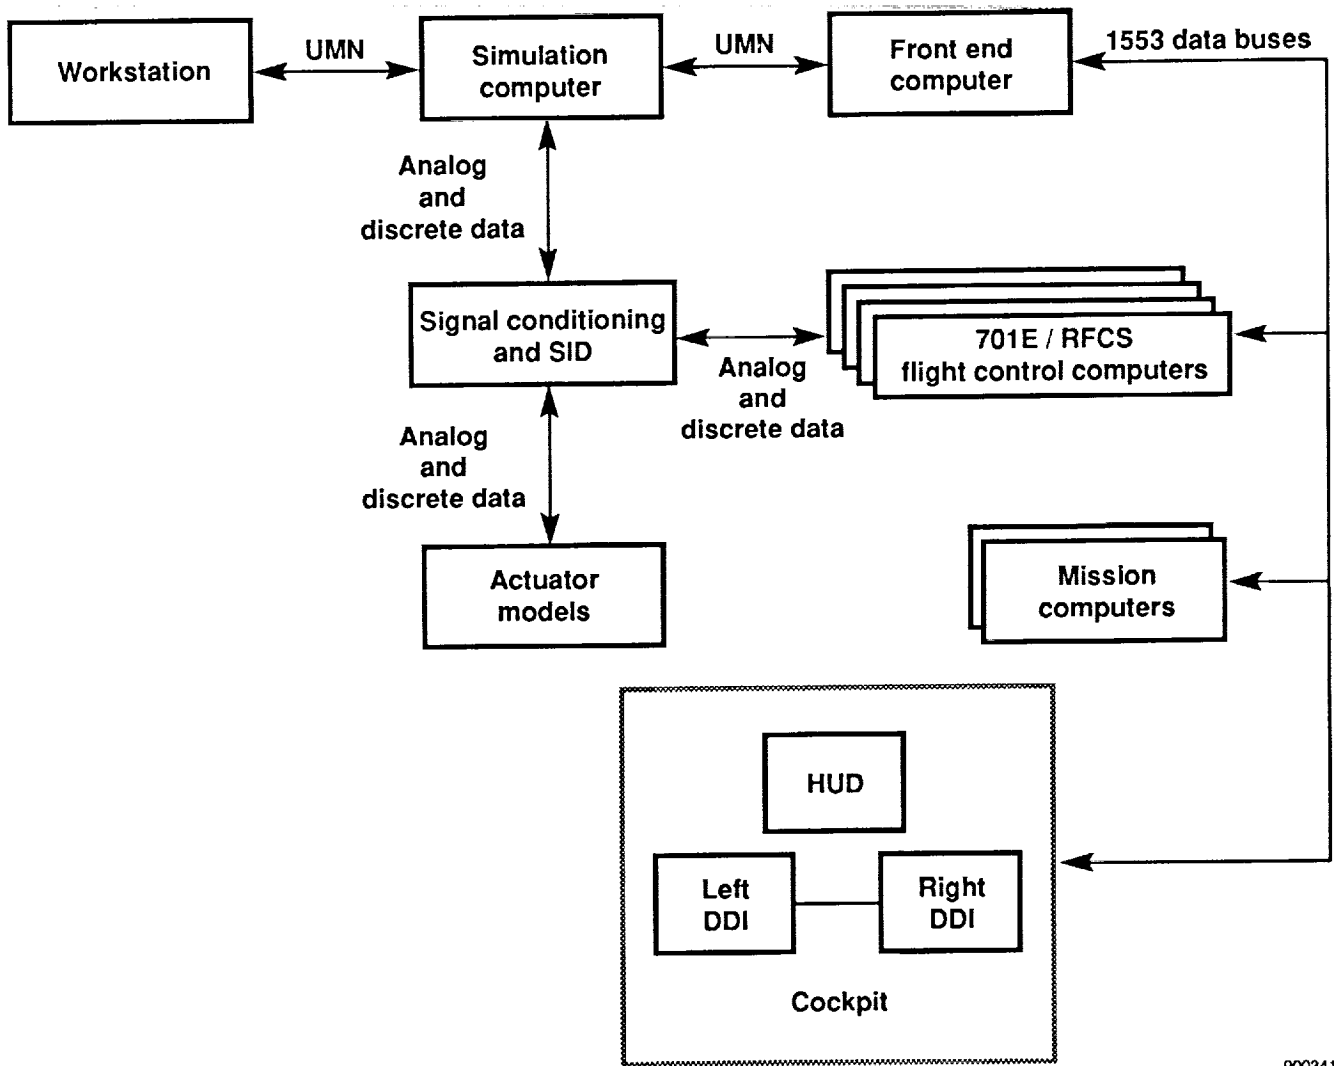 Workstation
UMN
Simulation
computer
UMN
Front end
computer
1553 data buses
Analog
and
discrete data
Signal conditioning
and SID
Analog
and
discrete data
701E / RFCS
flight control computers
Analog
and
discrete data
Actuator
models
Mission
computers
HUD
Left
DDI
Right
DDI
Cockpit
900341